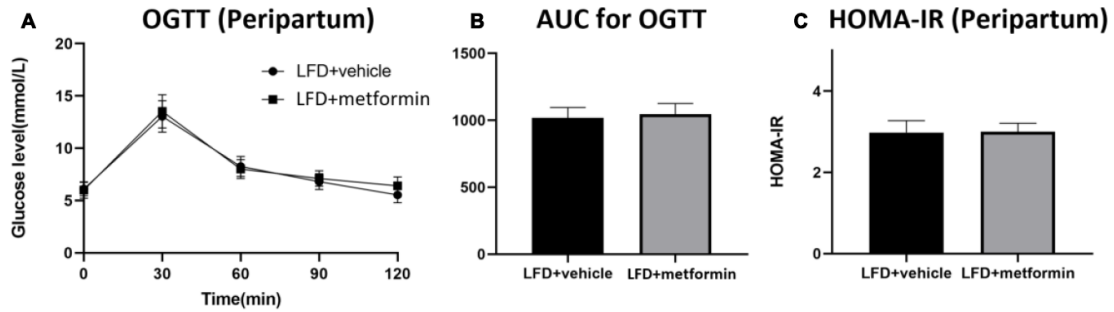 A
OGTT (Peripartum)
Glucose level(mmol/L)
20
15
10
5
0
LFD+vehicle
LFD+metformin
0 30 60 90 120
Time(min)
B
AUC for OGTT
1500
1000
500
0
LFD+vehicle LFD+metformin
C
HOMA-IR (Peripartum)
HOMA-IR
4
2
0
LFD+vehicle LFD+metformin